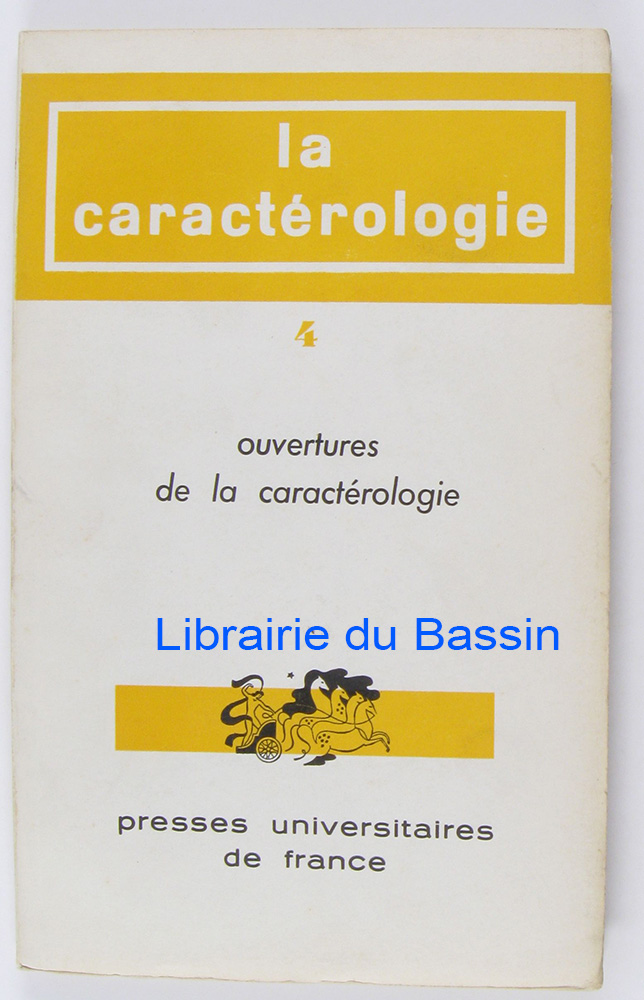 la
caractérologie
4
ouvertures
de la caractérologie
Librairie du Bassin
presses universitaires
de france